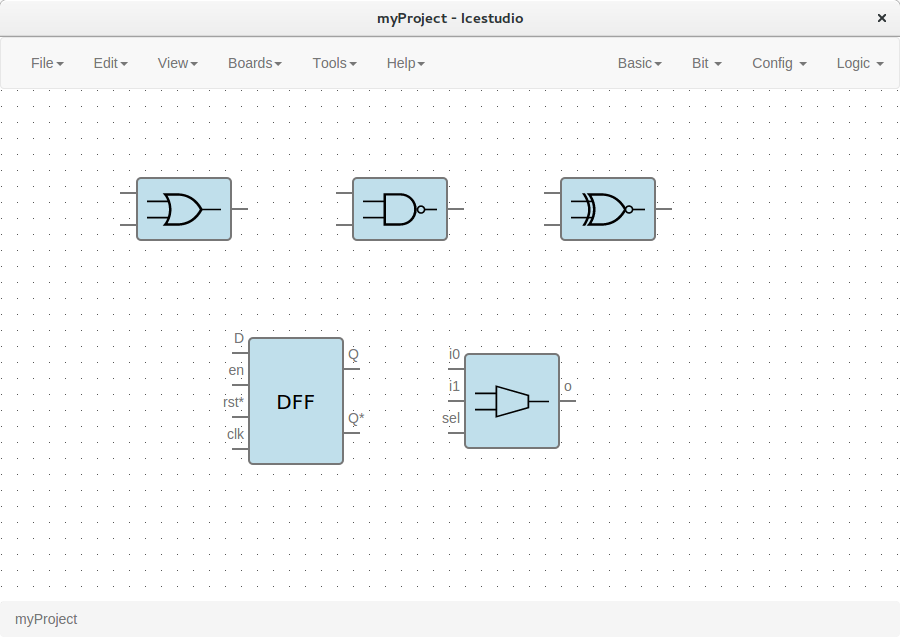 myProject - Icestudio ×
File Edit View Boards Tools Help Basic Bit Config Logic
D
Q
en
rst*
DFF
Q*
clk
i0
i1
o
sel
myProject